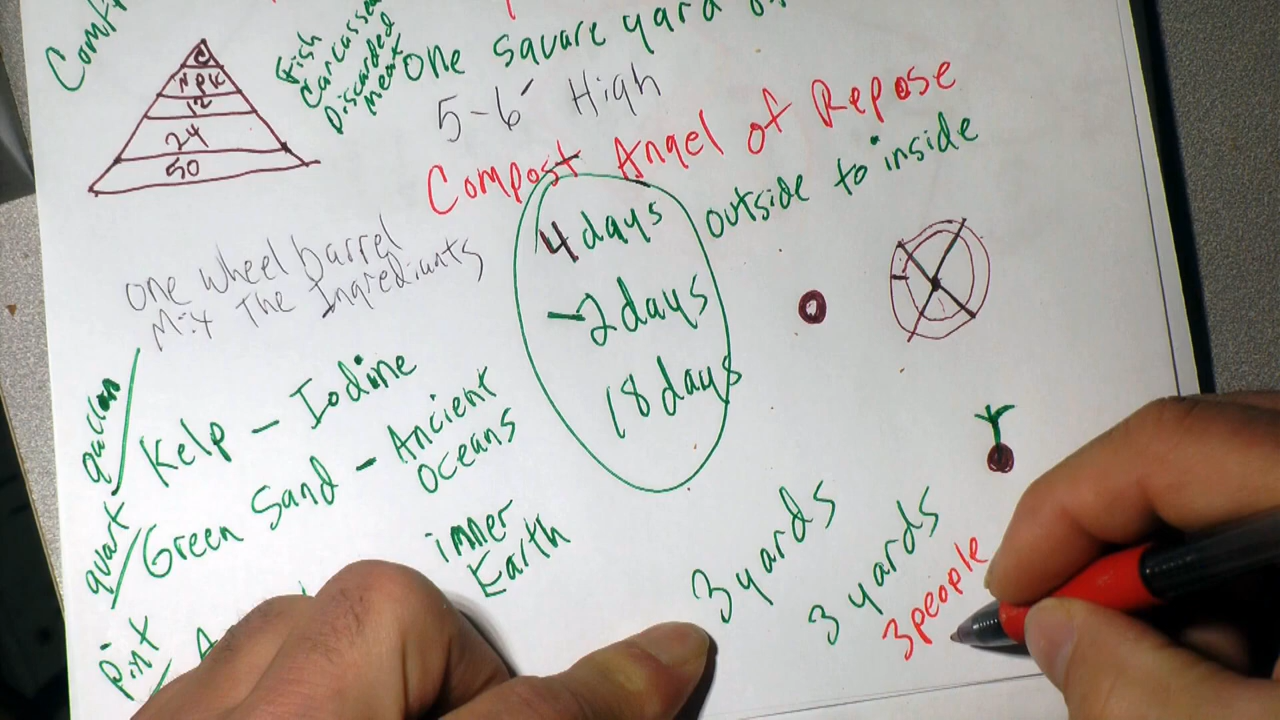 Fish
Carcasses
Discarded
Meat
One Square yard
5-6' High
Compost Angel of Repose
C
NPK
12
24
50
4 days
-2 days
18 days
outside to inside
one wheel barrel
Mix The Ingrediants
gallon
Kelp - Iodine
quart
Green Sand - Ancient
Oceans
pint
inner
Earth
3 yards
3 yards
3 people